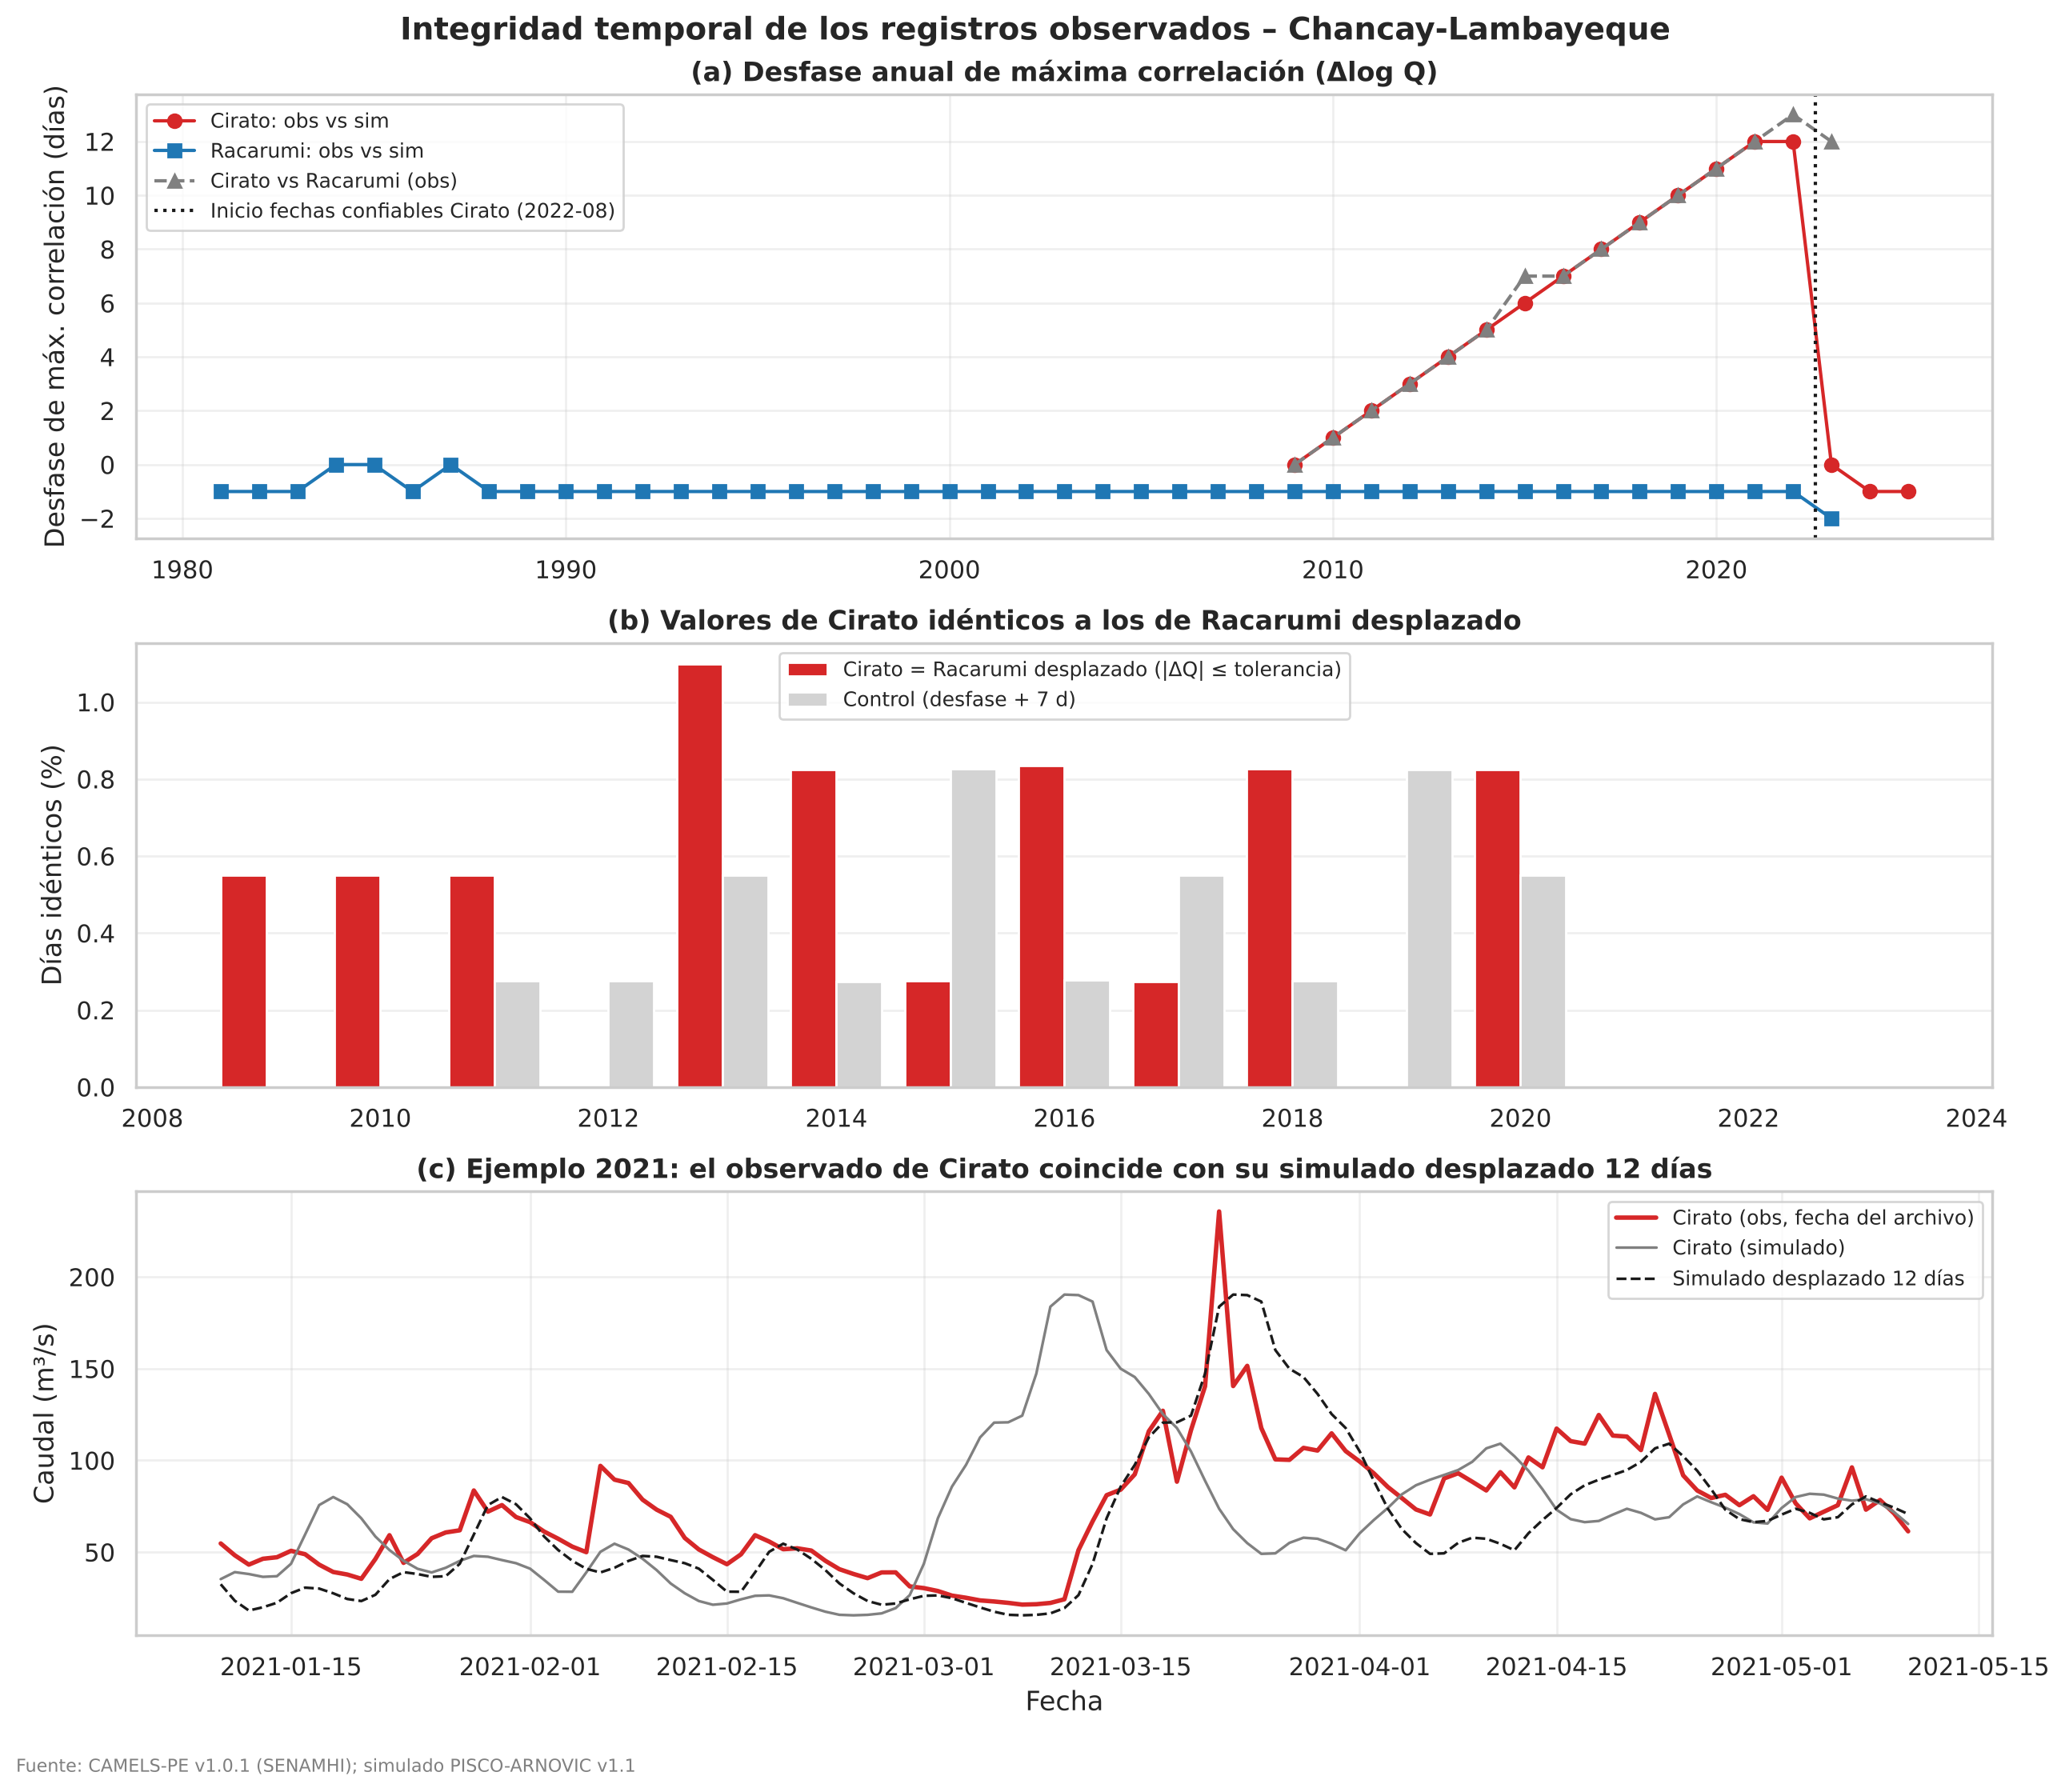 Integridad temporal de los registros observados – Chancay-Lambayeque
(a) Desfase anual de máxima correlación (Δlog Q)
Desfase de máx. correlación (días)
Cirato: obs vs sim
Racarumi: obs vs sim
Cirato vs Racarumi (obs)
Inicio fechas confiables Cirato (2022-08)
12
10
8
6
4
2
0
−2
1980 1990 2000 2010 2020
(b) Valores de Cirato idénticos a los de Racarumi desplazado
Días idénticos (%)
Cirato = Racarumi desplazado (|ΔQ| ≤ tolerancia)
Control (desfase + 7 d)
1.0
0.8
0.6
0.4
0.2
0.0
2008 2010 2012 2014 2016 2018 2020 2022 2024
(c) Ejemplo 2021: el observado de Cirato coincide con su simulado desplazado 12 días
Caudal (m³/s)
Cirato (obs, fecha del archivo)
Cirato (simulado)
Simulado desplazado 12 días
200
150
100
50
2021-01-15 2021-02-01 2021-02-15 2021-03-01 2021-03-15 2021-04-01 2021-04-15 2021-05-01 2021-05-15
Fecha
Fuente: CAMELS-PE v1.0.1 (SENAMHI); simulado PISCO-ARNOVIC v1.1